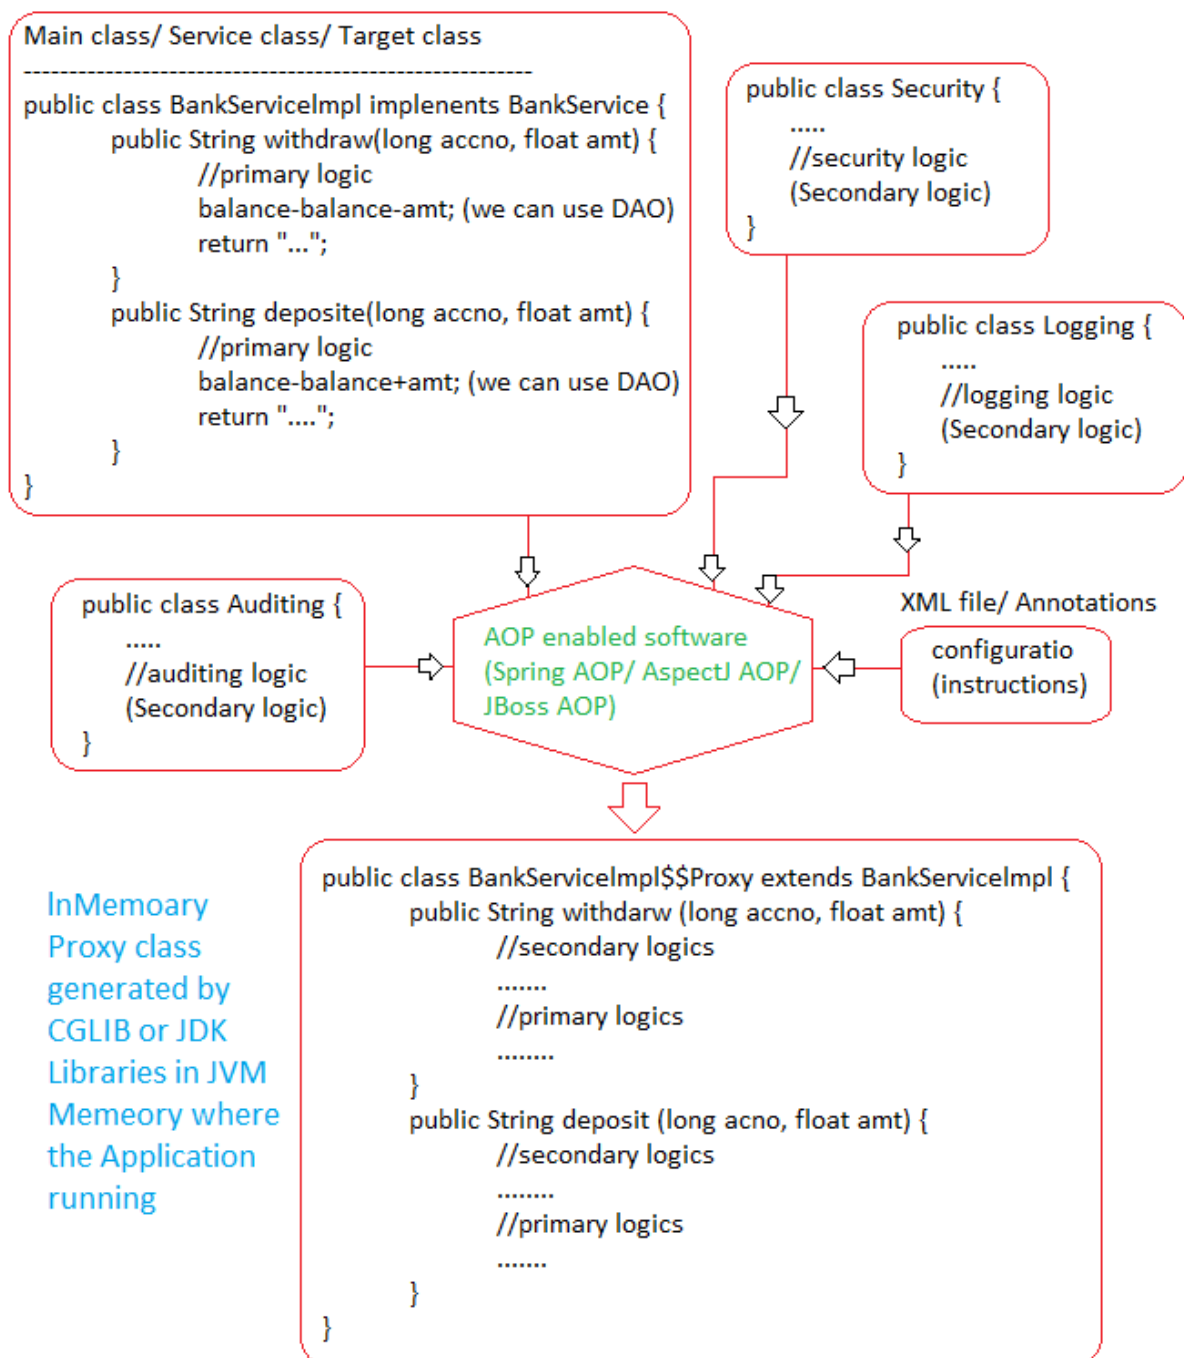 Main class/ Service class/ Target class
--------------------------------------------------------
public class BankServiceImpl implenents BankService {
public String withdraw(long accno, float amt) {
//primary logic
balance-balance-amt; (we can use DAO)
return "...";
}
public String deposite(long accno, float amt) {
//primary logic
balance-balance+amt; (we can use DAO)
return "....";
}
}
public class Security {
.....
//security logic
(Secondary logic)
}
public class Logging {
.....
//logging logic
(Secondary logic)
}
public class Auditing {
.....
//auditing logic
(Secondary logic)
}
AOP enabled software
(Spring AOP/ AspectJ AOP/
JBoss AOP)
XML file/ Annotations
configuratio
(instructions)
InMemoary
Proxy class
generated by
CGLIB or JDK
Libraries in JVM
Memeory where
the Application
running
public class BankServiceImpl$$Proxy extends BankServiceImpl {
public String withdarw (long accno, float amt) {
//secondary logics
.......
//primary logics
........
}
public String deposit (long acno, float amt) {
//secondary logics
........
//primary logics
.......
}
}